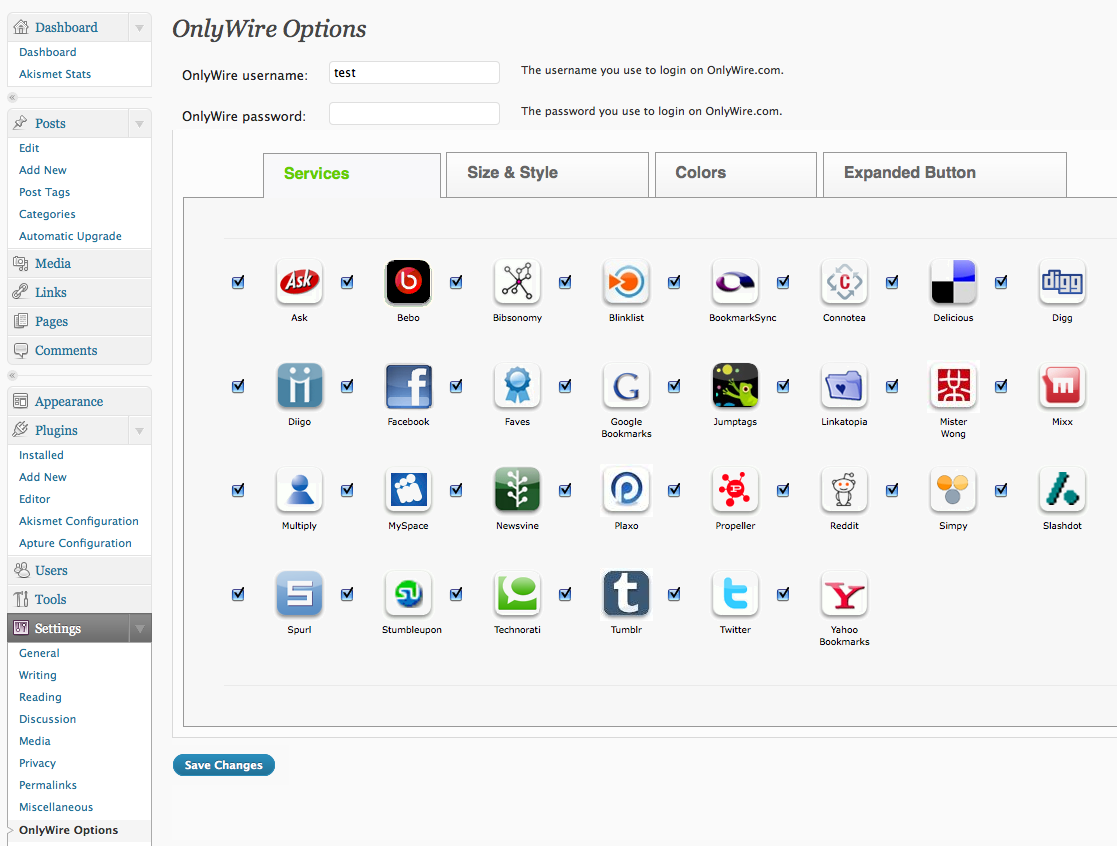 Dashboard
Dashboard
Akismet Stats
Posts
Edit
Add New
Post Tags
Categories
Automatic Upgrade
Media
Links
Pages
Comments
Appearance
Plugins
Installed
Add New
Editor
Akismet Configuration
Apture Configuration
Users
Tools
Settings
General
Writing
Reading
Discussion
Media
Privacy
Permalinks
Miscellaneous
OnlyWire Options
OnlyWire Options
OnlyWire username: test The username you use to login on OnlyWire.com.
OnlyWire password: The password you use to login on OnlyWire.com.
Services Size & Style Colors Expanded Button
Ask b C digg
Ask Bebo Bibsonomy Blinklist BookmarkSync Connotea Delicious Digg
f G m
Diigo Facebook Faves Google Jumptags Linkatopia Mister Mixx
Bookmarks Wong
P P
Multiply MySpace Newsvine Plaxo Propeller Reddit Simpy Slashdot
S SU t t Y
Spurl Stumbleupon Technorati Tumblr Twitter Yahoo
Bookmarks
Save Changes